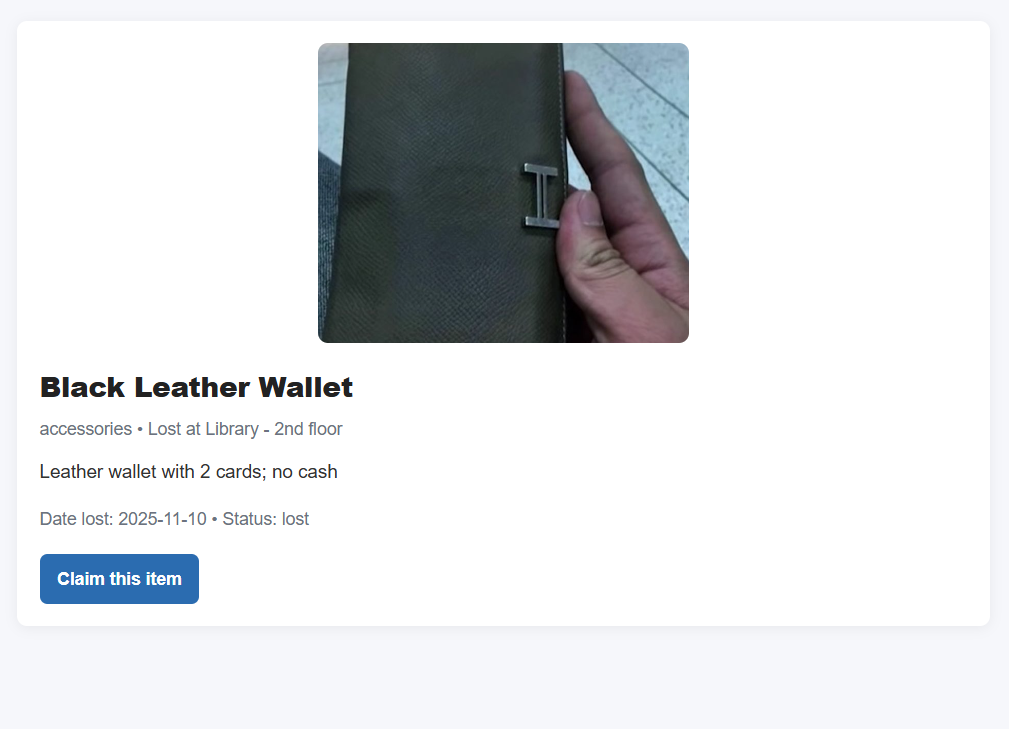 Black Leather Wallet
accessories • Lost at Library - 2nd floor
Leather wallet with 2 cards; no cash
Date lost: 2025-11-10 • Status: lost
Claim this item